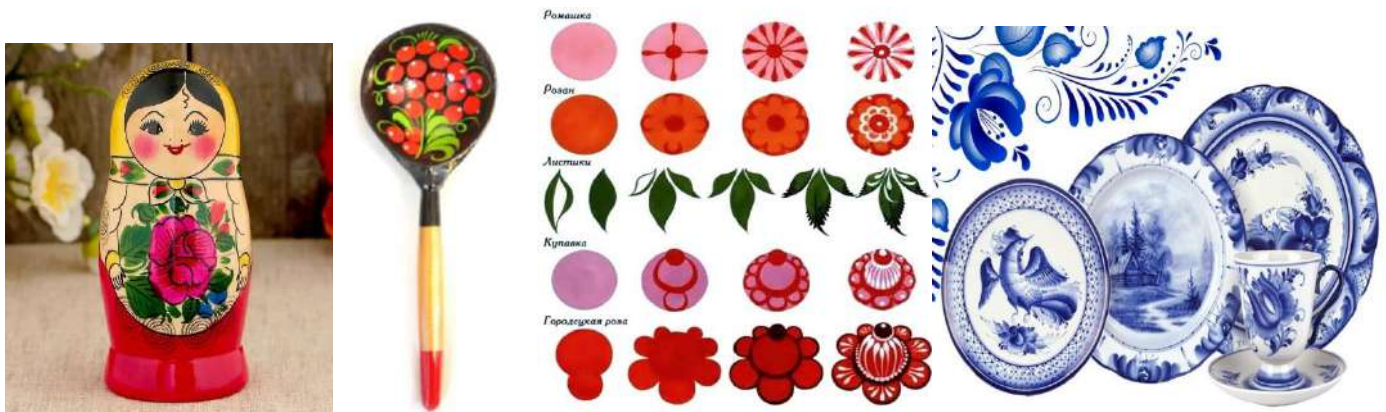 Ромашка
Розан
Листики
Купавка
Городецкая роза